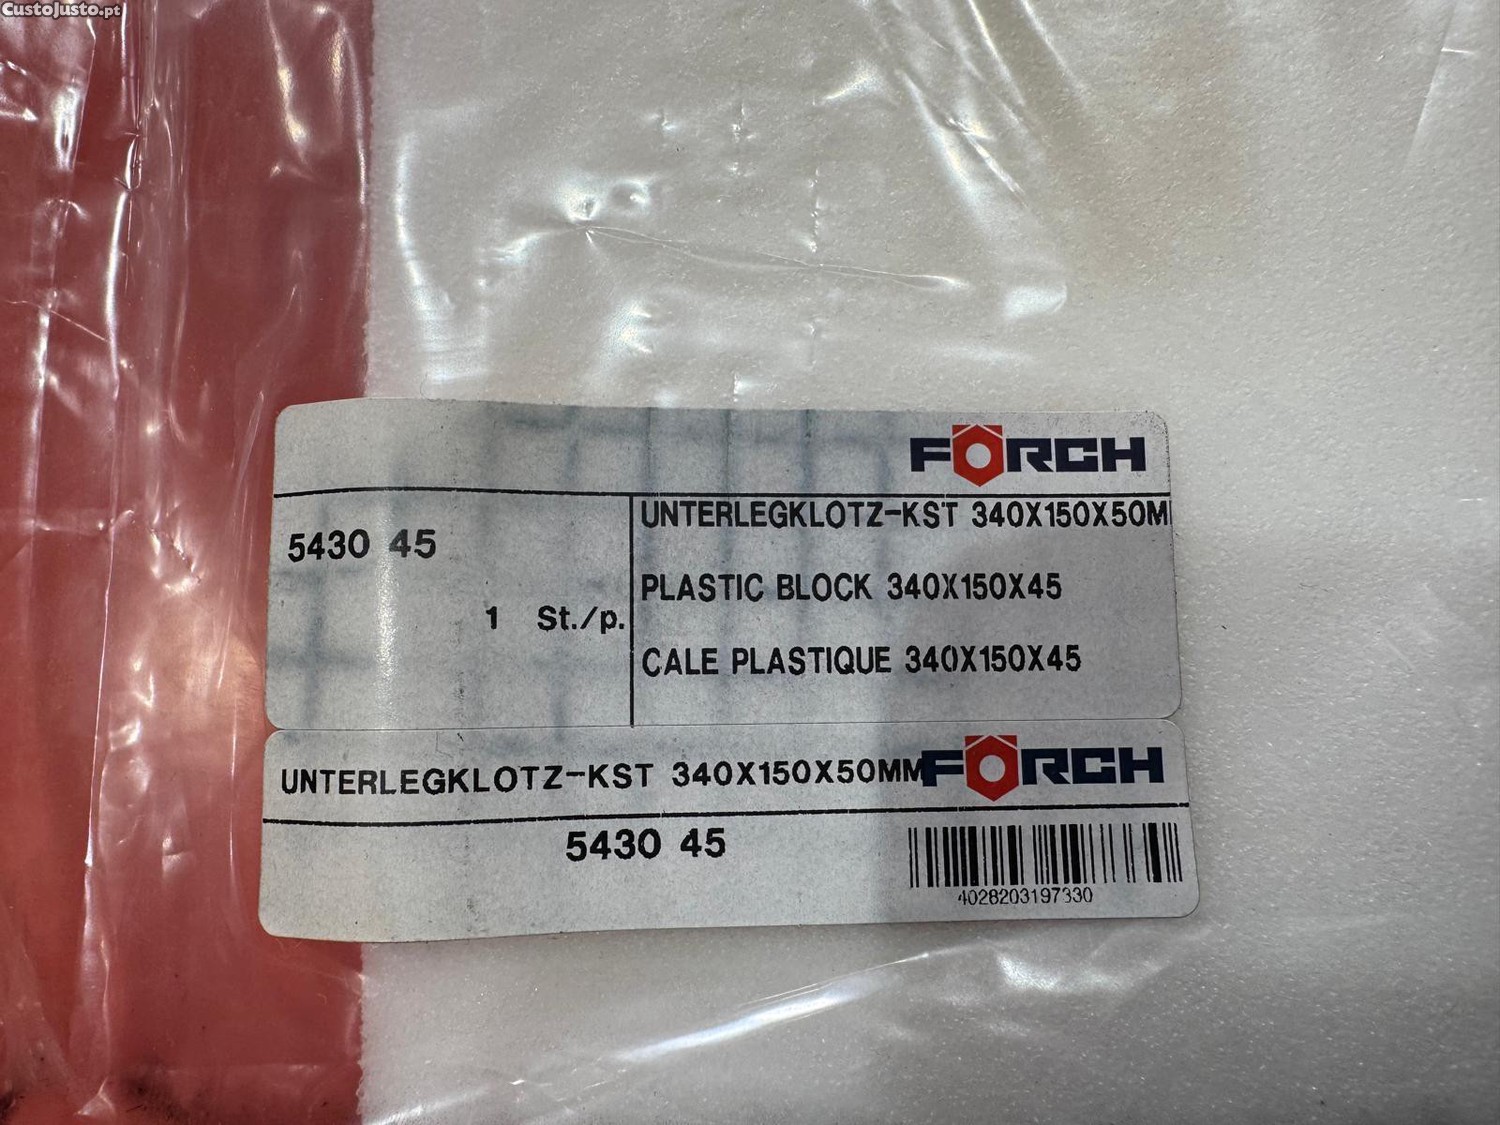 CustoJusto.pt
FÖRCH
5430 45
1 St./p.
UNTERLEGKLOTZ-KST 340X150X50M
PLASTIC BLOCK 340X150X45
CALE PLASTIQUE 340X150X45
UNTERLEGKLOTZ-KST 340X150X50MM
FÖRCH
5430 45
4028203197330